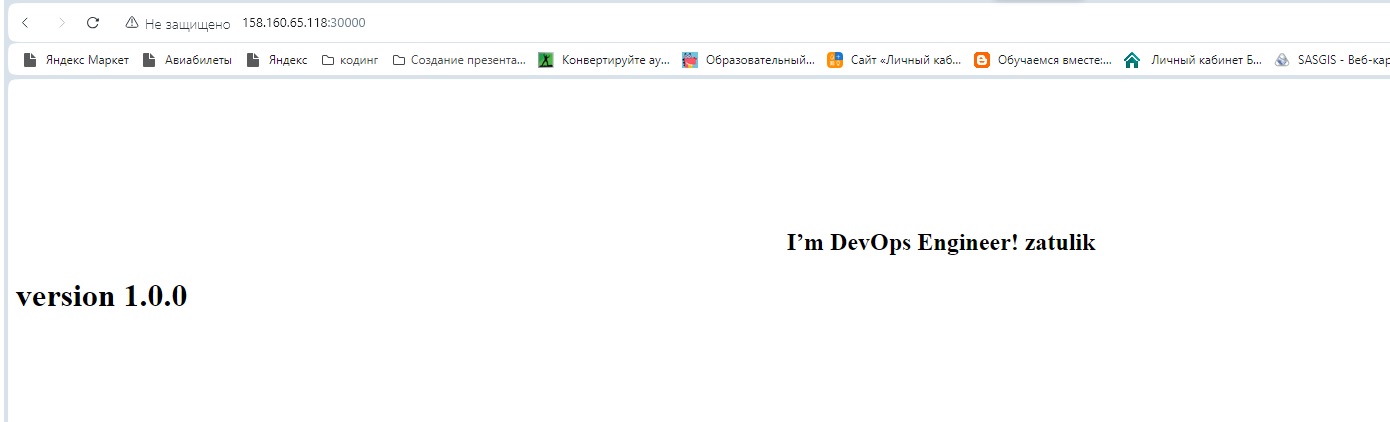 Не защищено 158.160.65.118:30000
Яндекс Маркет Авиабилеты Яндекс кодинг Создание презента... Конвертируйте ау... Образовательный... Сайт «Личный каб... Обучаемся вместе:... Личный кабинет Б... SASGIS - Веб-кар
I’m DevOps Engineer! zatulik
version 1.0.0